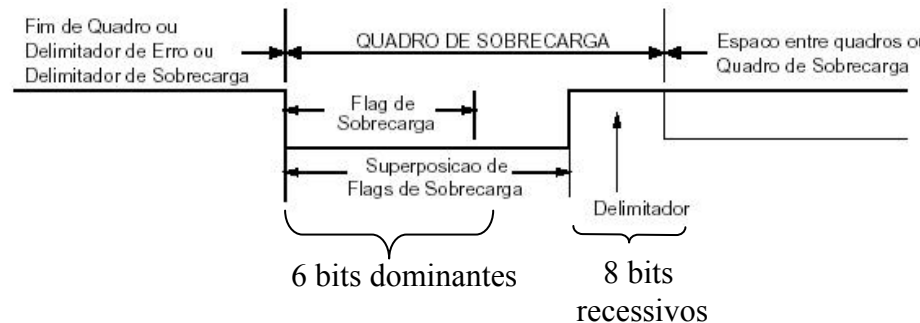 Fim de Quadro ou
Delimitador de Erro ou
Delimitador de Sobrecarga
QUADRO DE SOBRECARGA
Espaco entre quadros ou
Quadro de Sobrecarga
Flag de
Sobrecarga
Superposicao de
Flags de Sobrecarga
Delimitador
6 bits dominantes
8 bits
recessivos